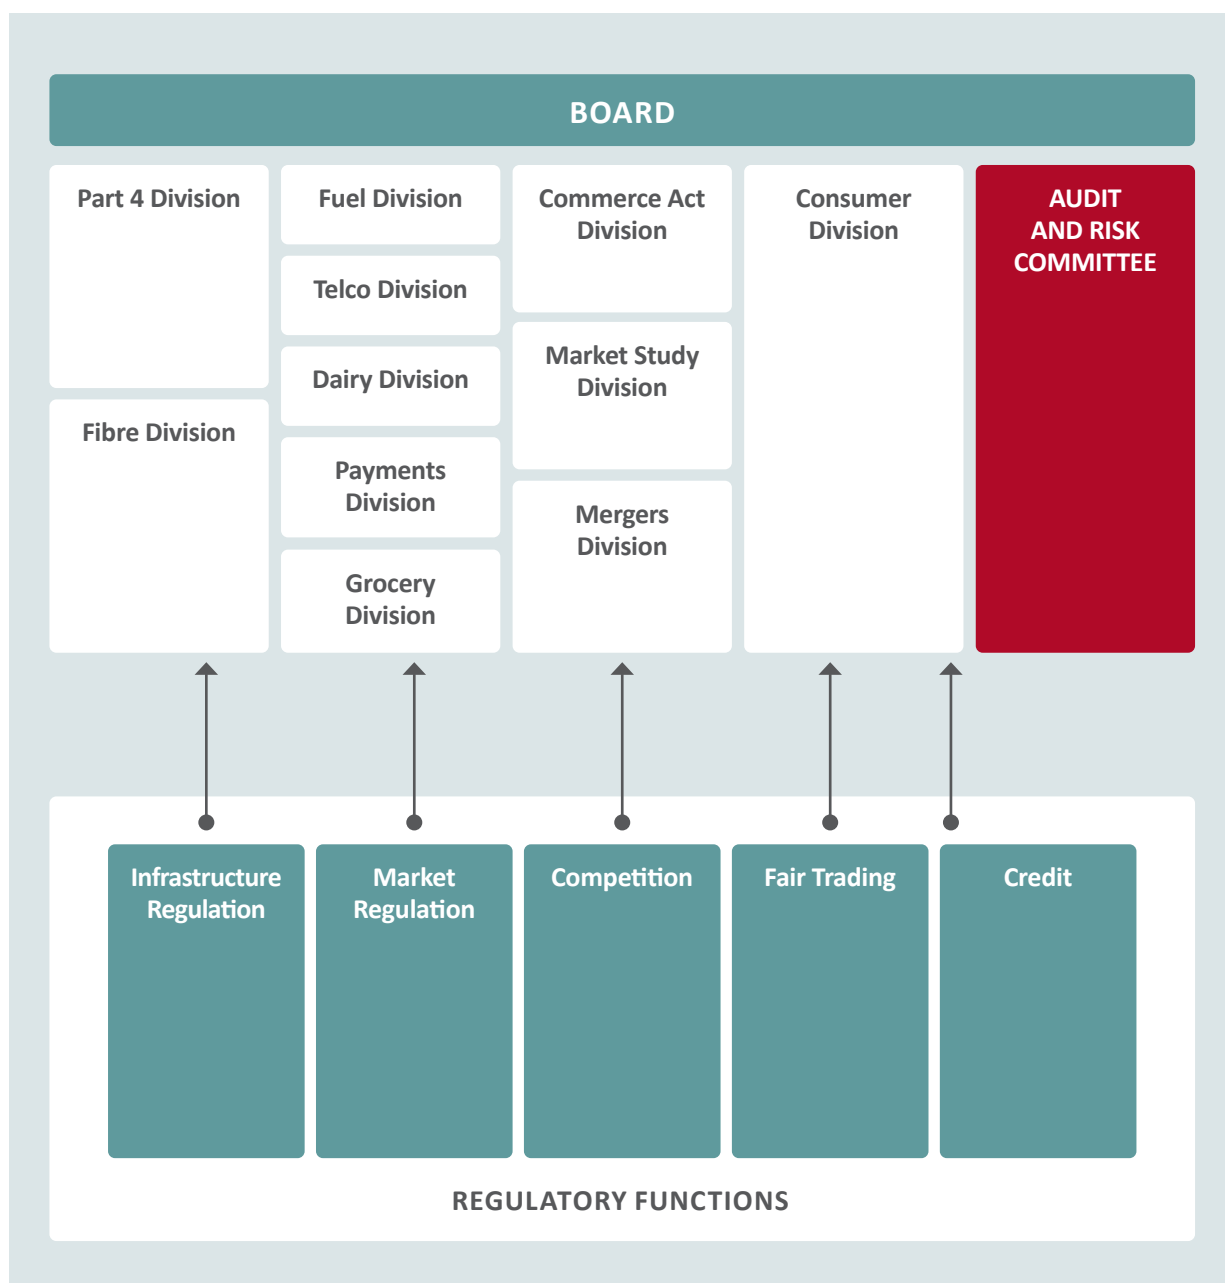 BOARD
Part 4 Division
Fibre Division
Fuel Division
Telco Division
Dairy Division
Payments
Division
Grocery
Division
Commerce Act
Division
Market Study
Division
Mergers
Division
Consumer
Division
AUDIT
AND RISK
COMMITTEE
Infrastructure
Regulation
Market
Regulation
Competition
Fair Trading
Credit
REGULATORY FUNCTIONS